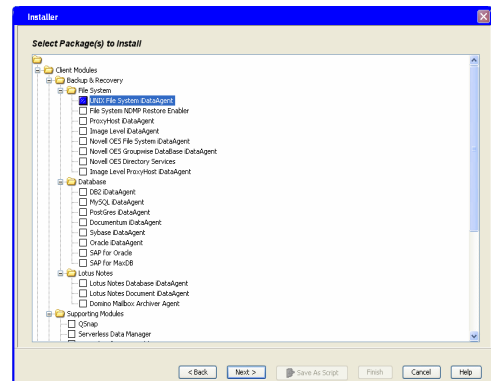 Installer
Select Package(s) to Install
Client Modules
Backup & Recovery
File System
UNIX File System iDataAgent
File System NDMP Restore Enabler
ProxyHost iDataAgent
Image Level iDataAgent
Novell OES File System iDataAgent
Novell OES Groupwise DataBase iDataAgent
Novell OES Directory Services
Image Level ProxyHost iDataAgent
Database
DB2 iDataAgent
MySQL iDataAgent
PostGres iDataAgent
Documentum iDataAgent
Sybase iDataAgent
Oracle iDataAgent
SAP for Oracle
SAP for MaxDB
Lotus Notes
Lotus Notes Database iDataAgent
Lotus Notes Document iDataAgent
Domino Mailbox Archiver Agent
Supporting Modules
QSnap
Serverless Data Manager
< Back Next > Save As Script Finish Cancel Help